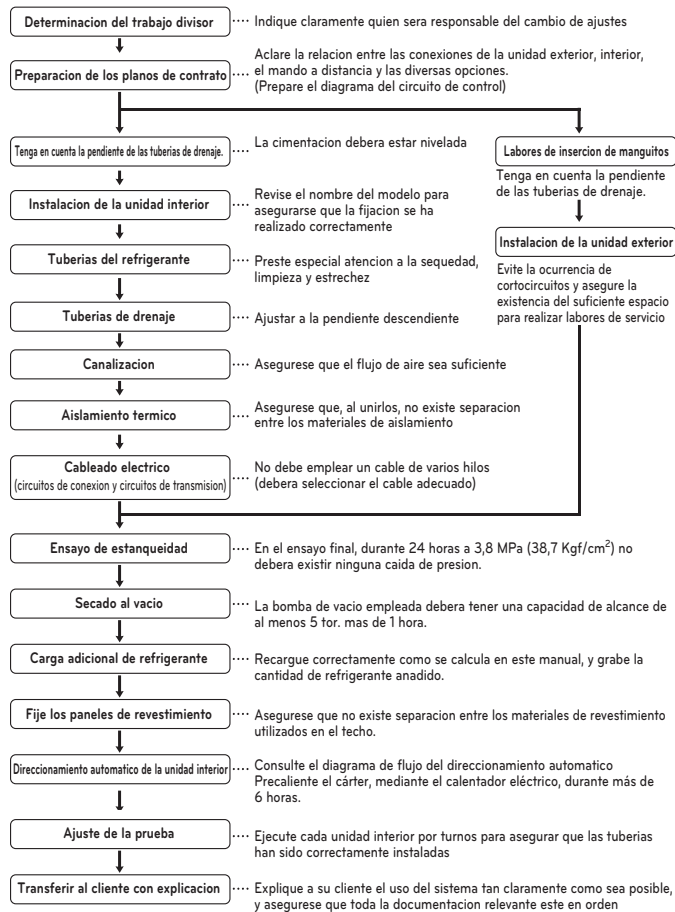 Determinacion del trabajo divisor
Indique claramente quien sera responsable del cambio de ajustes
Preparacion de los planos de contrato
Aclare la relacion entre las conexiones de la unidad exterior, interior,
el mando a distancia y las diversas opciones.
(Prepare el diagrama del circuito de control)
Tenga en cuenta la pendiente de las tuberias de drenaje.
La cimentacion debera estar nivelada
Instalacion de la unidad interior
Revise el nombre del modelo para
asegurarse que la fijacion se ha
realizado correctamente
Tuberias del refrigerante
Preste especial atencion a la sequedad,
limpieza y estrechez
Tuberias de drenaje
Ajustar a la pendiente descendiente
Canalizacion
Asegurese que el flujo de aire sea suficiente
Aislamiento termico
Asegurese que, al unirlos, no existe separacion
entre los materiales de aislamiento
Cableado electrico
(circuitos de conexion y circuitos de transmision)
No debe emplear un cable de varios hilos
(debera seleccionar el cable adecuado)
Labores de insercion de manguitos
Tenga en cuenta la pendiente
de las tuberias de drenaje.
Instalacion de la unidad exterior
Evite la ocurrencia de
cortocircuitos y asegure la
existencia del suficiente espacio
para realizar labores de servicio
Ensayo de estanqueidad
En el ensayo final, durante 24 horas a 3,8 MPa (38,7 Kgf/cm²) no
debera existir ninguna caida de presion.
Secado al vacio
La bomba de vacio empleada debera tener una capacidad de alcance de
al menos 5 tor. mas de 1 hora.
Carga adicional de refrigerante
Recargue correctamente como se calcula en este manual, y grabe la
cantidad de refrigerante anadido.
Fije los paneles de revestimiento
Asegurese que no existe separacion entre los materiales de revestimiento
utilizados en el techo.
Direccionamiento automatico de la unidad interior
Consulte el diagrama de flujo del direccionamiento automatico
Precaliente el cárter, mediante el calentador eléctrico, durante más de
6 horas.
Ajuste de la prueba
Ejecute cada unidad interior por turnos para asegurar que las tuberias
han sido correctamente instaladas
Transferir al cliente con explicacion
Explique a su cliente el uso del sistema tan claramente como sea posible,
y asegurese que toda la documentacion relevante este en orden